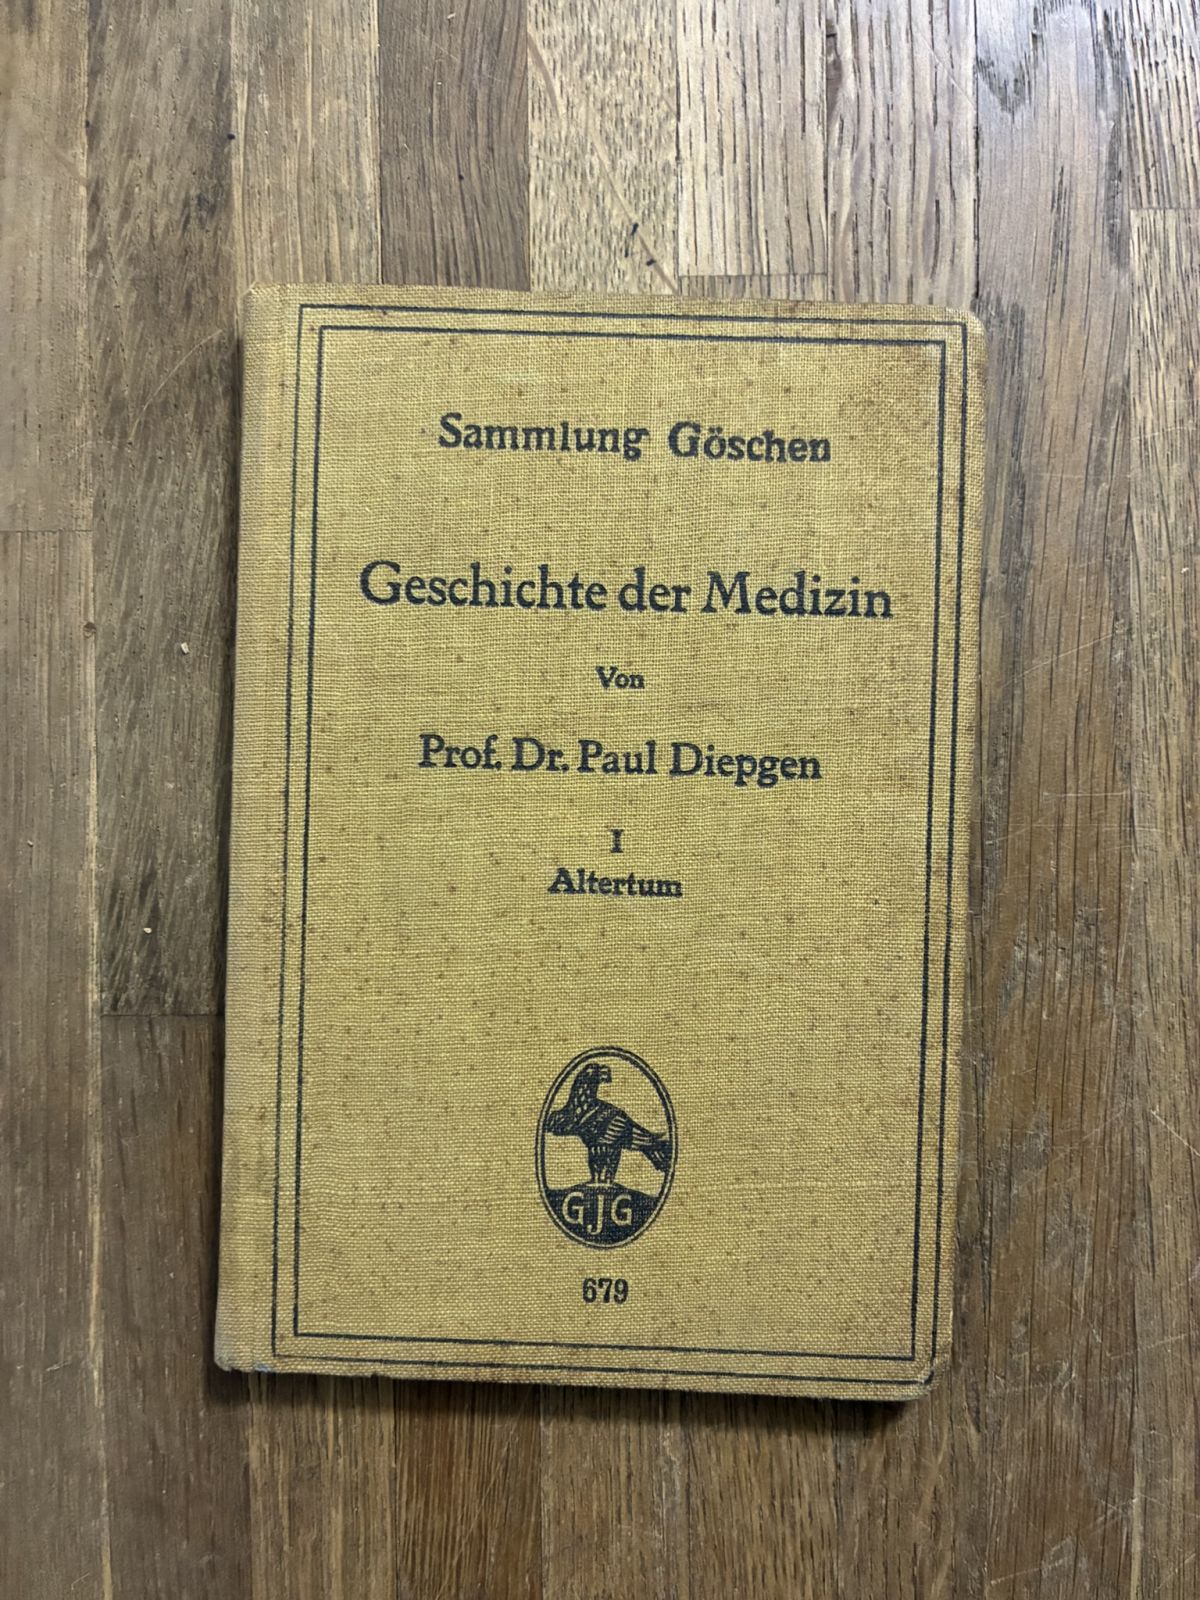 Sammlung Göschen
Geschichte der Medizin
Von
Prof. Dr. Paul Diepgen
I
Altertum
GJG
679